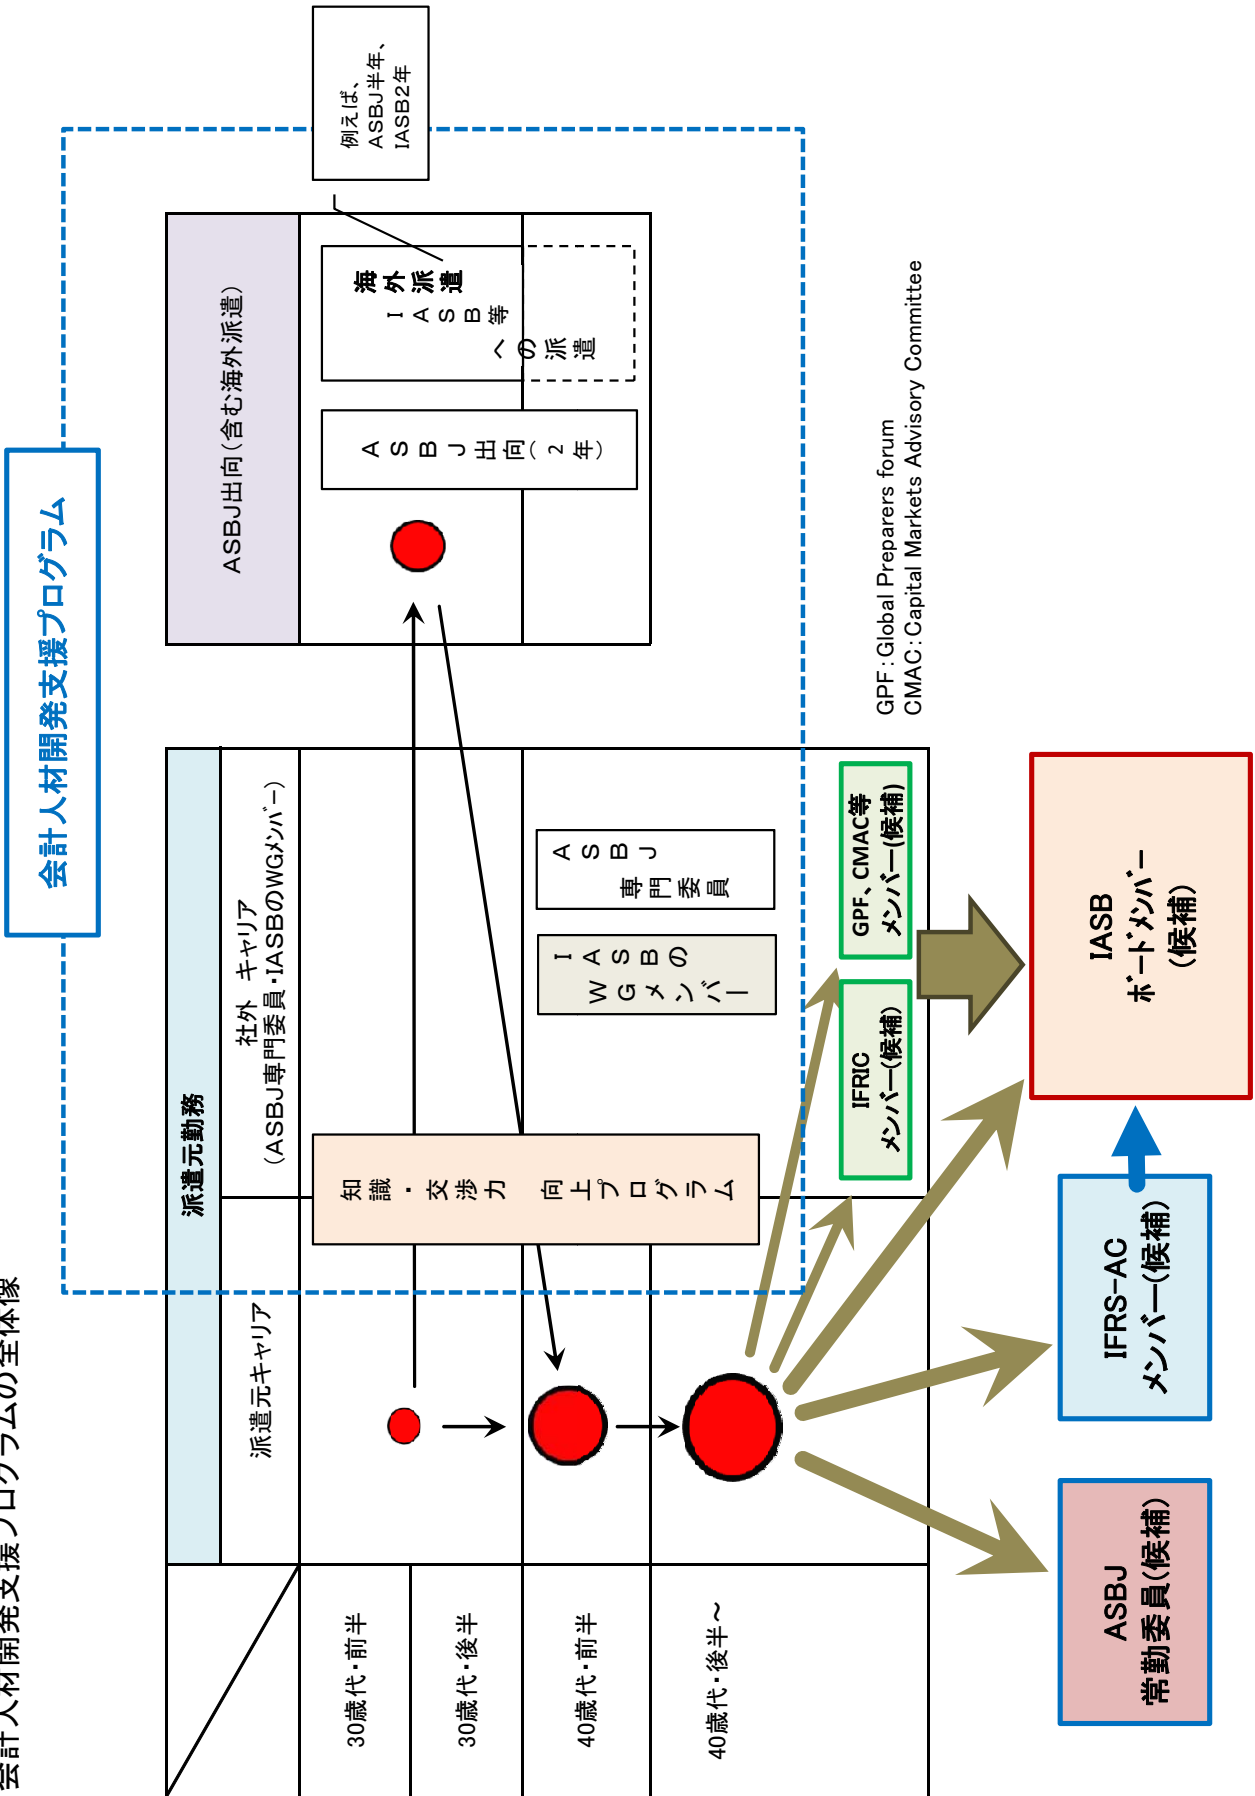 会計人材開発支援プログラムの全体像
会計人材開発支援プログラム
派遣元勤務
派遣元キャリア
社外 キャリア
(ASBJ専門委員・IASBのWGメンバー)
ASBJ出向(含む海外派遣)
30歳代・前半
30歳代・後半
40歳代・前半
40歳代・後半～
知識・交渉力 向上プログラム
IASBの
WGメンバー
ASBJ
専門委員
ASBJ出向(2年)
海外派遣
IASB等
への派遣
例えば、
ASBJ半年、
IASB2年
IFRIC
メンバー(候補)
GPF、CMAC等
メンバー(候補)
GPF:Global Preparers forum
CMAC:Capital Markets Advisory Committee
ASBJ
常勤委員(候補)
IFRS-AC
メンバー(候補)
IASB
ボードメンバー
(候補)